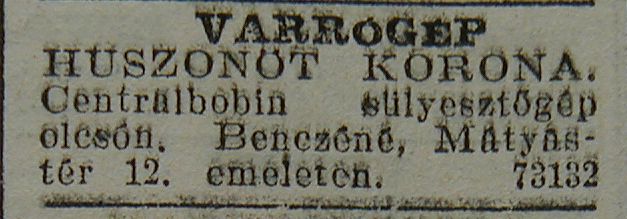 VARRÓGÉP
HUSZONÖT KORONA.
Centrálbobin sülyesztőgép
olcsón. Benczéné, Mátyás-
tér 12. emeleten. 73132